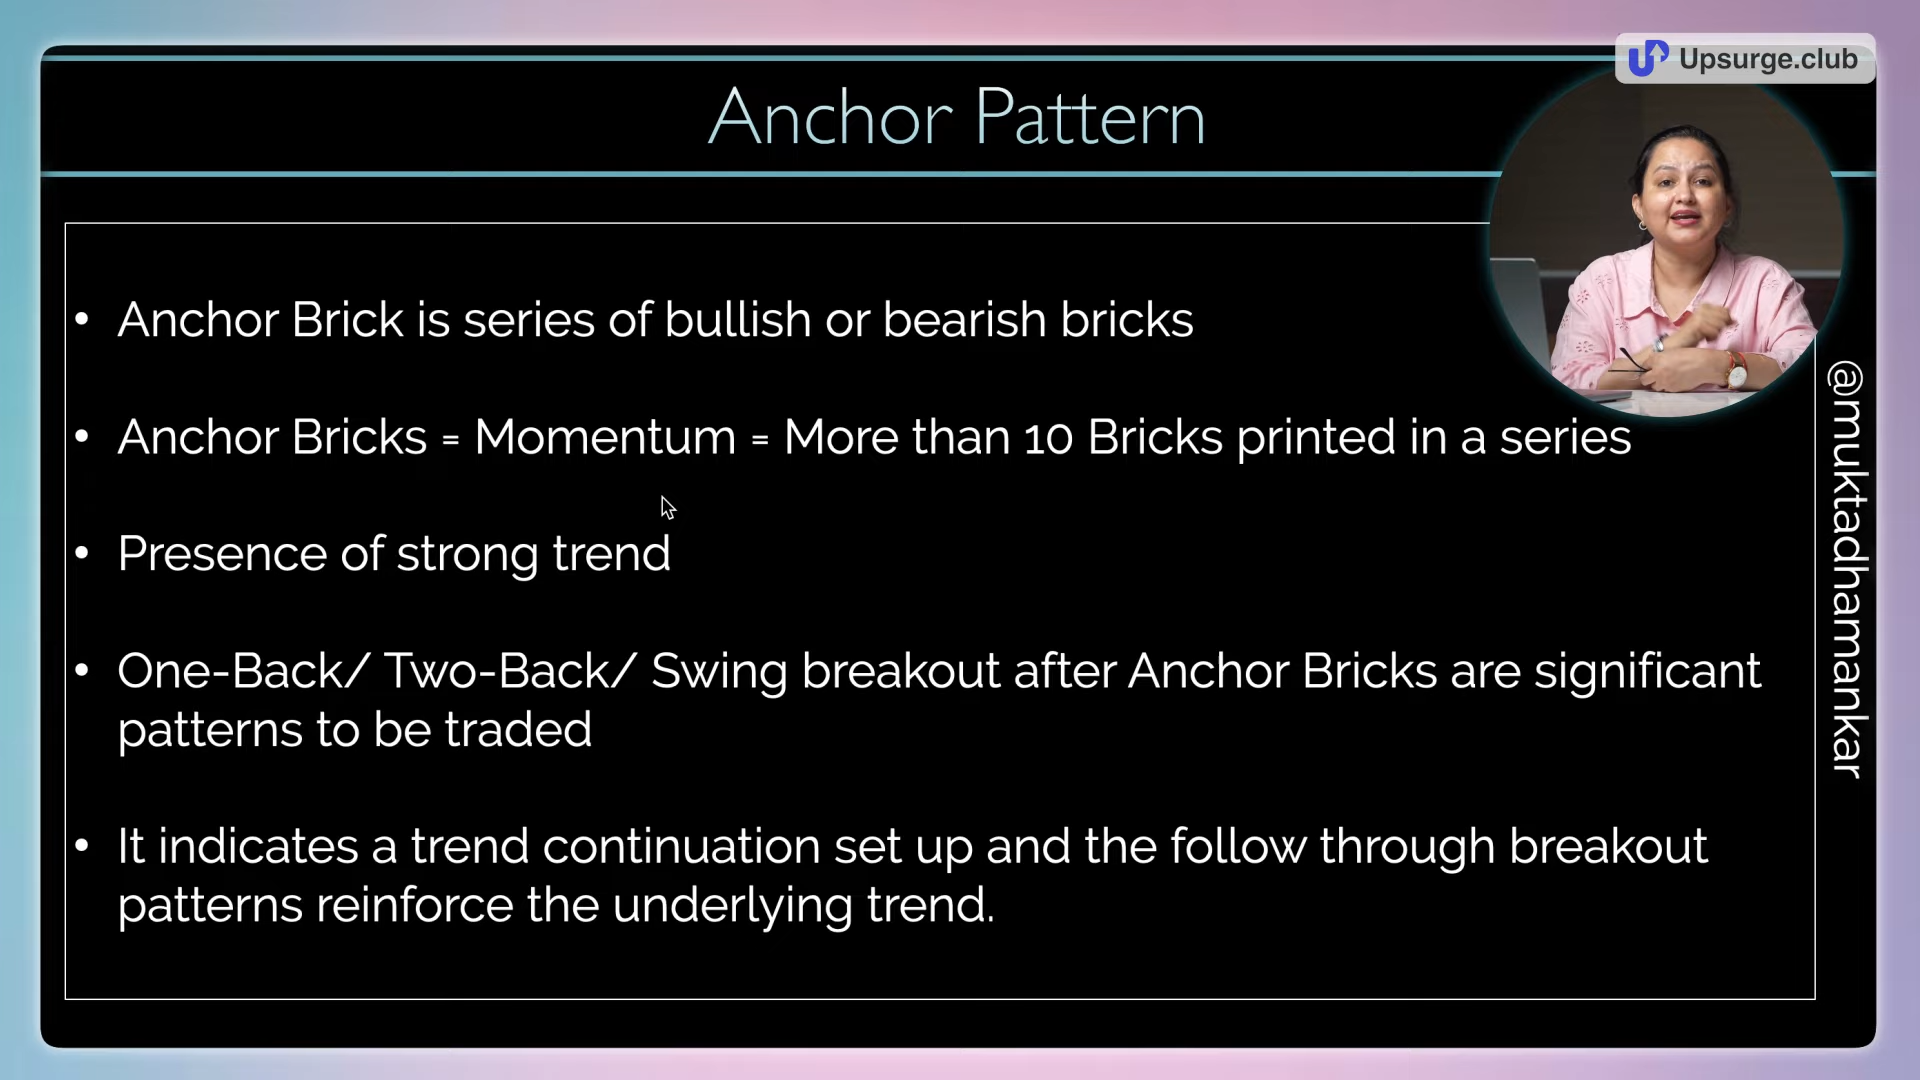 Upsurge.club
Anchor Pattern
• Anchor Brick is series of bullish or bearish bricks
• Anchor Bricks = Momentum = More than 10 Bricks printed in a series
• Presence of strong trend
• One-Back/ Two-Back/ Swing breakout after Anchor Bricks are significant
patterns to be traded
• It indicates a trend continuation set up and the follow through breakout
patterns reinforce the underlying trend.
@muktadhamankar